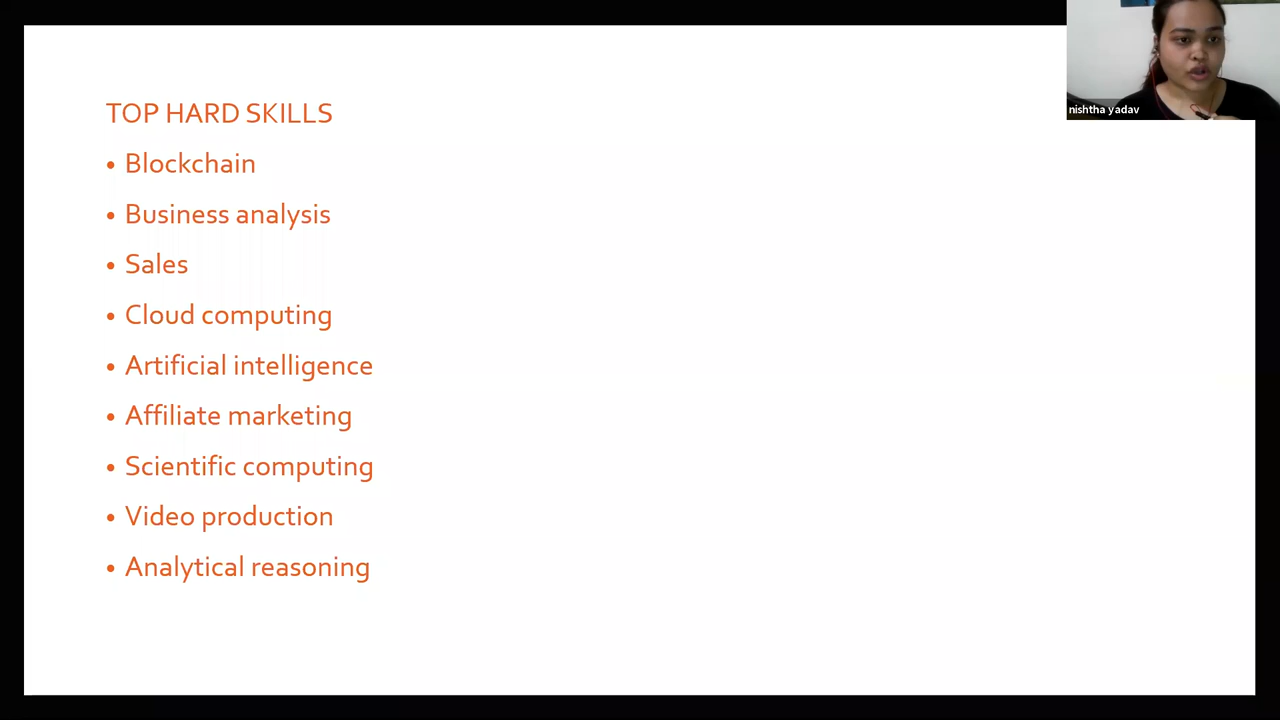 TOP HARD SKILLS
• Blockchain
• Business analysis
• Sales
• Cloud computing
• Artificial intelligence
• Affiliate marketing
• Scientific computing
• Video production
• Analytical reasoning
nishtha yadav